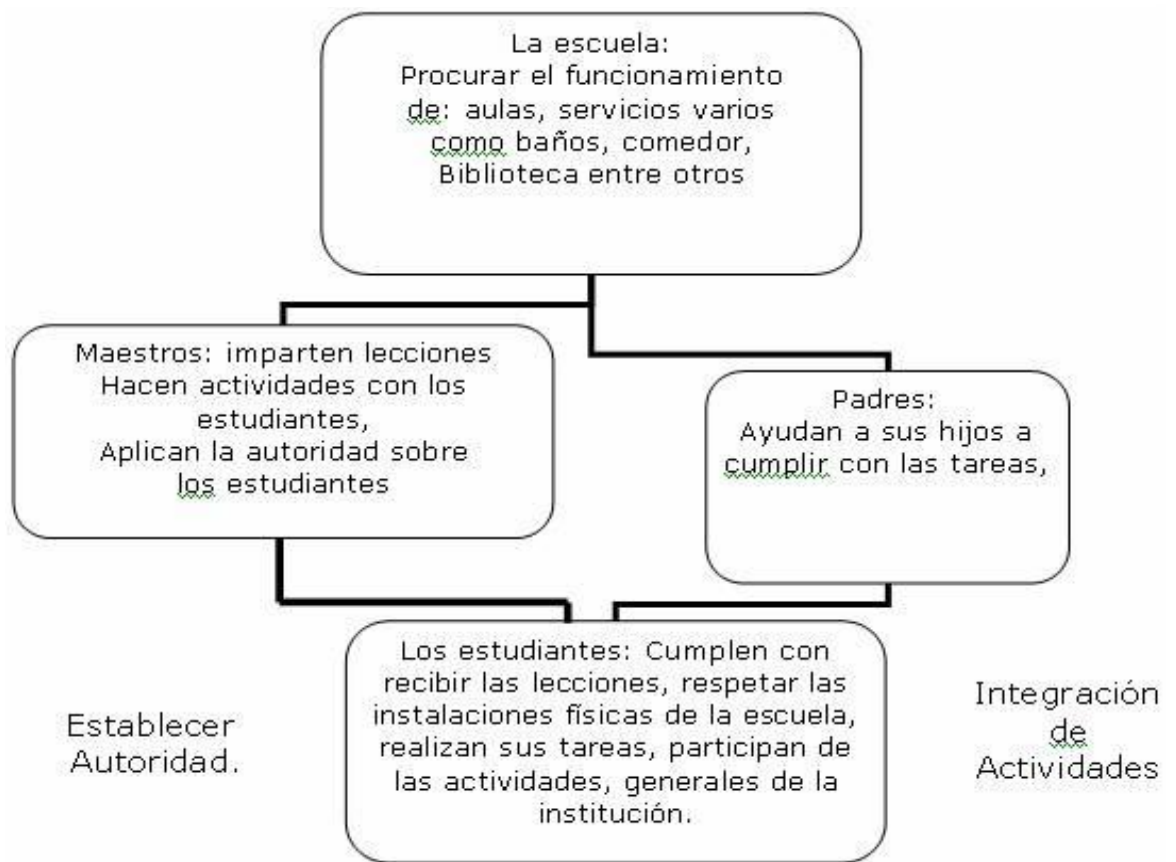 La escuela:
Procurar el funcionamiento
de: aulas, servicios varios
como baños, comedor,
Biblioteca entre otros
Maestros: imparten lecciones
Hacen actividades con los
estudiantes,
Aplican la autoridad sobre
los estudiantes
Padres:
Ayudan a sus hijos a
cumplir con las tareas,
Los estudiantes: Cumplen con
recibir las lecciones, respetar las
instalaciones físicas de la escuela,
realizan sus tareas, participan de
las actividades, generales de la
institución.
Establecer
Autoridad.
Integración
de
Actividades